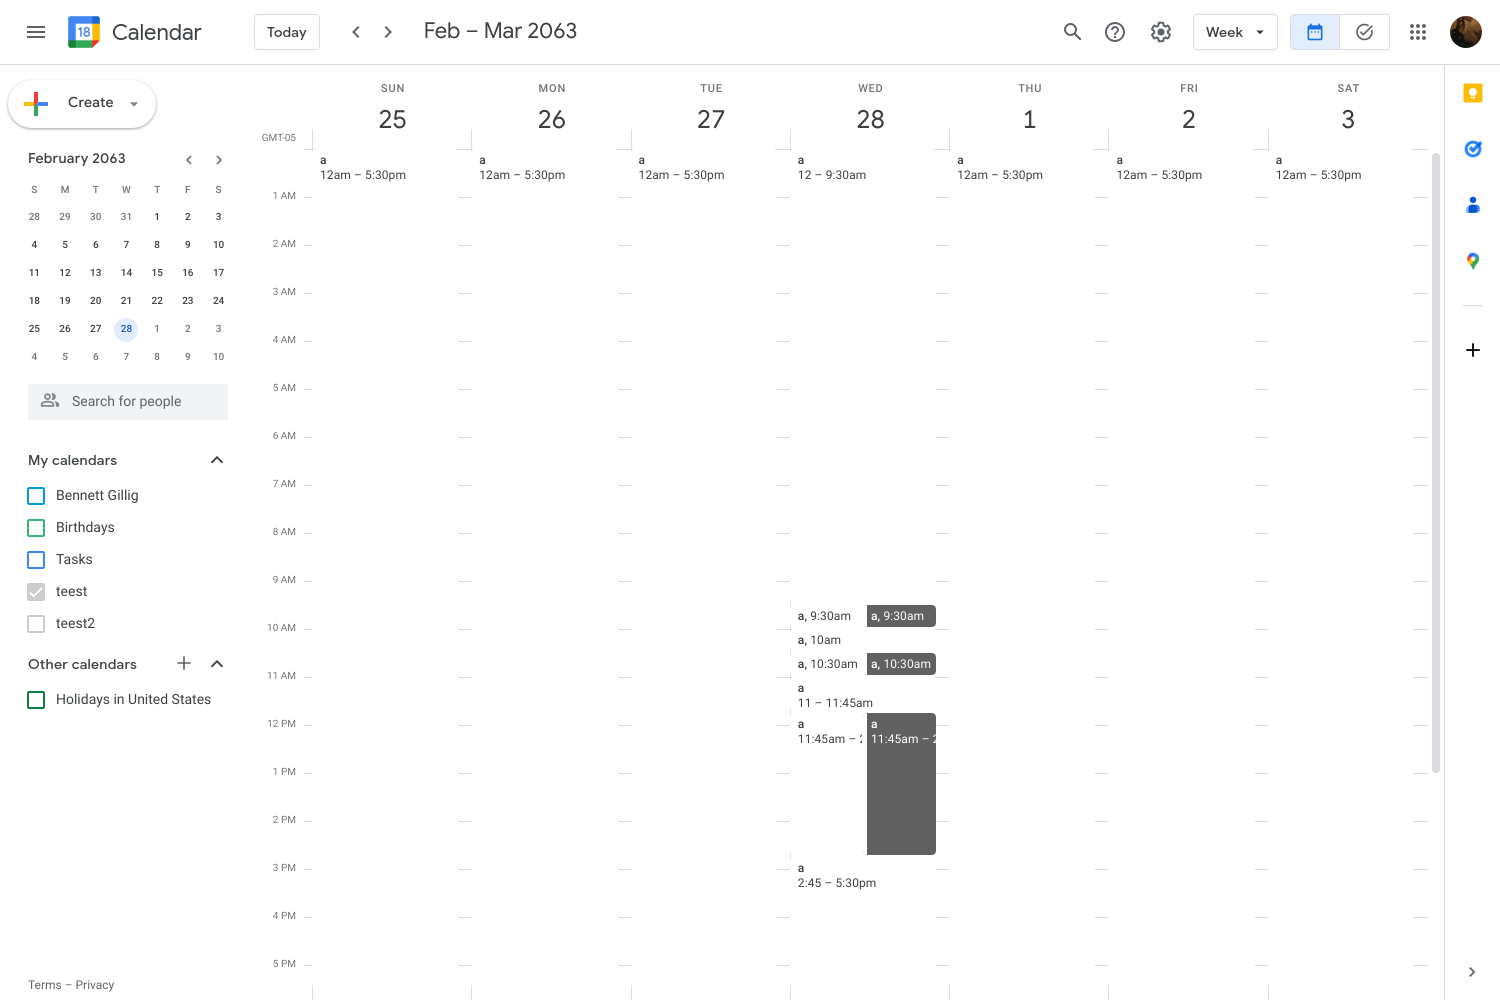 18 Calendar Today Feb – Mar 2063 Week
Create
February 2063
S M T W T F S
28 29 30 31 1 2 3
4 5 6 7 8 9 10
11 12 13 14 15 16 17
18 19 20 21 22 23 24
25 26 27 28 1 2 3
4 5 6 7 8 9 10
Search for people
My calendars
Bennett Gillig
Birthdays
Tasks
teest
teest2
Other calendars
Holidays in United States
Terms – Privacy
SUN MON TUE WED THU FRI SAT
25 26 27 28 1 2 3
GMT-05
a a a a a a a
12am – 5:30pm 12am – 5:30pm 12am – 5:30pm 12 – 9:30am 12am – 5:30pm 12am – 5:30pm 12am – 5:30pm
1 AM
2 AM
3 AM
4 AM
5 AM
6 AM
7 AM
8 AM
9 AM
a, 9:30am a, 9:30am
10 AM
a, 10am
a, 10:30am a, 10:30am
11 AM
a
11 – 11:45am
12 PM
a a
11:45am – 11:45am –
1 PM
2 PM
3 PM
a
2:45 – 5:30pm
4 PM
5 PM